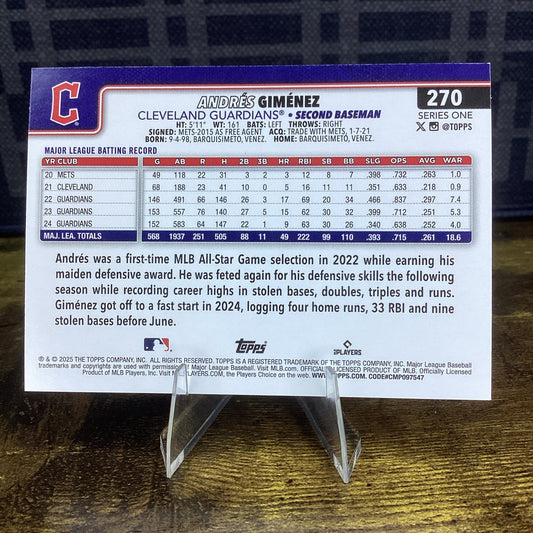 C
ANDRÉS GIMÉNEZ
270
CLEVELAND GUARDIANS® • SECOND BASEMAN
SERIES ONE
HT: 5'11" WT: 161 BATS: LEFT THROWS: RIGHT
@TOPPS
SIGNED: METS-2015 AS FREE AGENT ACQ: TRADE WITH METS, 1-7-21
BORN: 9-4-98, BARQUISIMETO, VENEZ. HOME: BARQUISIMETO, VENEZ.
MAJOR LEAGUE BATTING RECORD
YR CLUB G AB R H 2B 3B HR RBI SB BB SLG OPS AVG WAR
20 METS 49 118 22 31 3 2 3 12 8 7 .398 .732 .263 1.0
21 CLEVELAND 68 188 23 41 10 0 5 16 11 11 .351 .633 .218 0.9
22 GUARDIANS 146 491 66 146 26 3 17 69 20 34 .466 .837 .297 7.4
23 GUARDIANS 153 557 76 140 27 5 15 62 30 32 .399 .712 .251 5.3
24 GUARDIANS 152 583 64 147 22 1 9 63 30 26 .340 .638 .252 4.0
MAJ. LEA. TOTALS 568 1937 251 505 88 11 49 222 99 110 .393 .715 .261 18.6
Andrés was a first-time MLB All-Star Game selection in 2022 while earning his
maiden defensive award. He was feted again for his defensive skills the following
season while recording career highs in stolen bases, doubles, triples and runs.
Giménez got off to a fast start in 2024, logging four home runs, 33 RBI and nine
stolen bases before June.
Topps
PLAYERS
® & © 2025 THE TOPPS COMPANY, INC. ALL RIGHTS RESERVED. TOPPS IS A REGISTERED TRADEMARK OF THE TOPPS COMPANY, INC. Major League Baseball
trademarks and copyrights are used with permission of Major League Baseball. Visit MLB.com. OFFICIALLY LICENSED PRODUCT OF MLB PLAYERS, INC. Officially Licensed
Product of MLB Players, Inc. Visit MLBPLAYERS.com, the Players Choice on the web. WWW.TOPPS.COM. CODE#CMP097547